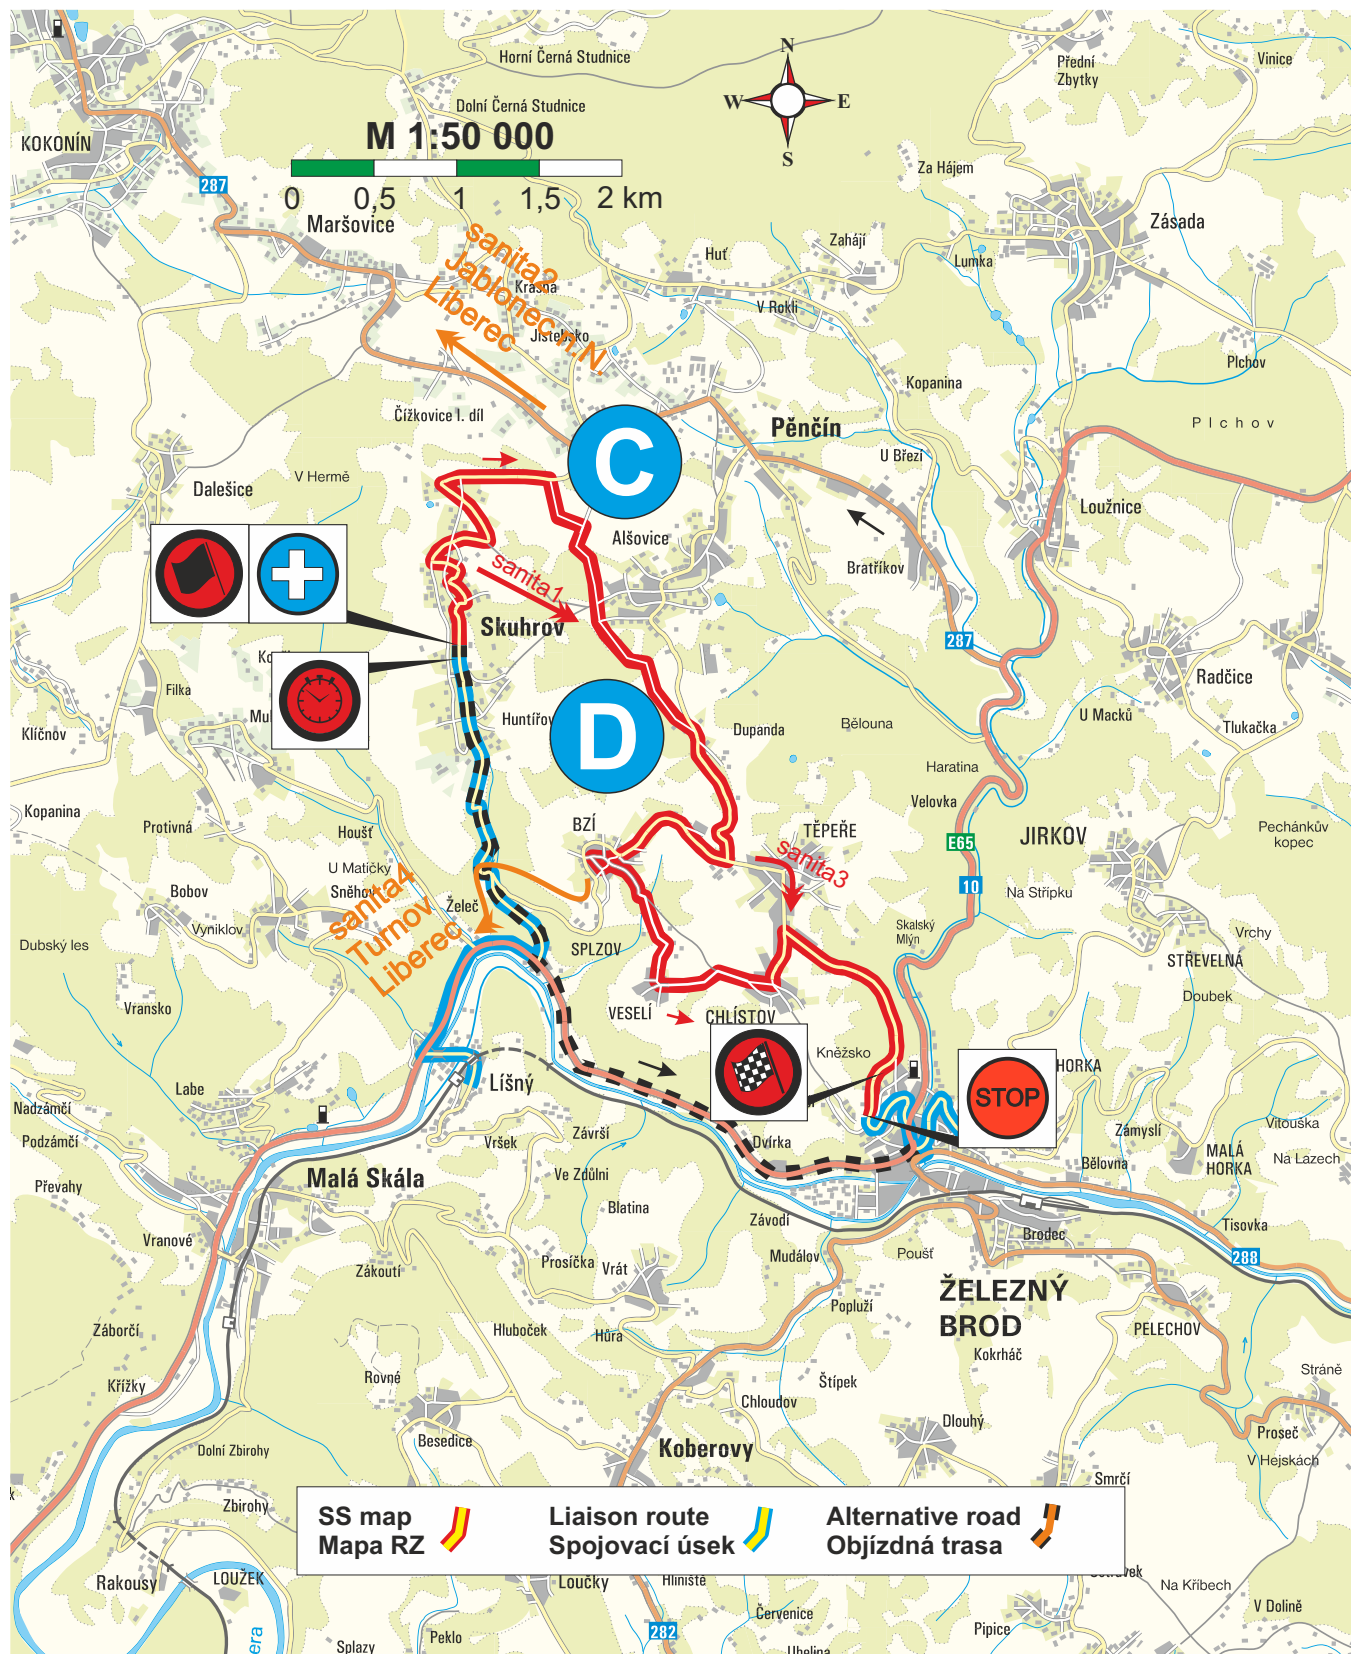 Horní Černá Studnice
Přední
Zbytky
Vinice
N
W
E
S
Dolní Černá Studnice
M 1:50 000
0
0,5
1
1,5
2 km
KOKONÍN
287
Maršovice
Za Hájem
Zásada
Zahájí
Huť
Lumka
V Rokli
sanita2
Jablonec n.N.
Liberec
Krásná
Jistebsko
Plchov
Kopanina
Čížkovice I. díl
Pěnčín
P l c h o v
U Březí
C
V Hermě
Dalešice
Loužnice
Alšovice
Bratříkov
sanita1
Skuhrov
287
Radčice
Filka
Klíčnov
Huntířov
D
Dupanda
Bělouna
U Macků
Tlukačka
Haratina
Velovka
Kopanina
Protivná
Houšť
BZÍ
TĚPEŘE
E65
JIRKOV
Pechánkův
kopec
U Matičky
Sněhov
sanita3
10
Na Střípku
Bobov
Vyniklov
Želeč
sanita4
Turnov
Liberec
Skalský
Mlýn
Vrchy
Dubský les
SPLZOV
STŘEVELNÁ
Doubek
Vransko
VESELÍ
CHLÍSTOV
Kněžsko
HORKA
Labe
Líšný
STOP
Nadzámčí
Podzámčí
Vršek
Závrší
Dvírka
Zámyslí
Vitouška
MALÁ
HORKA
Na Lazech
Bělovna
Malá Skála
Ve Zdůlni
Převahy
Blatina
Závodí
Tisovka
Vranové
Brodec
Poušť
Mudálov
288
Zákoutí
Prosíčka
Vrát
ŽELEZNÝ
BROD
Popluží
Záborčí
Hluboček
Hůra
PELECHOV
Kokrháč
Rovné
Štípek
Stráně
Křížky
Chloudov
Dlouhý
Proseč
Besedice
Koberovy
Dolní Zbirohy
V Hejskách
Smrčí
Zbirohy
SS map
Mapa RZ
Liaison route
Spojovací úsek
Alternative road
Objízdná trasa
Rakousy
LOUŽEK
Loučky
Hliniště
Na Kříbech
V Dolině
Červenice
Pipice
282
Peklo
Splazy